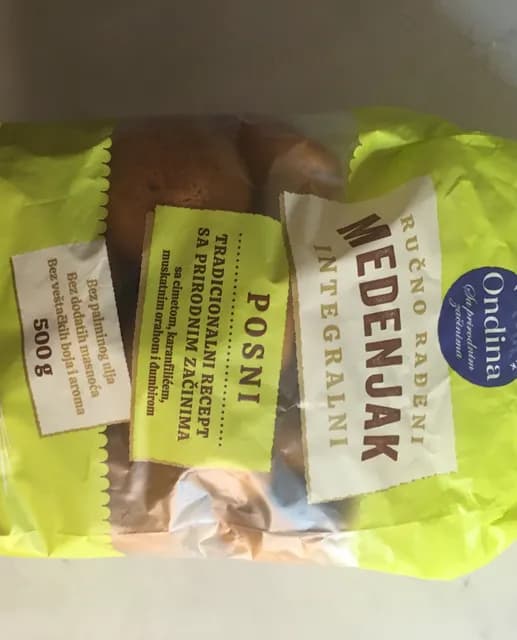 Ondina
Sa prirodnim
začinima
RUČNO RAĐENI
MEDENJAK
INTEGRALNI
POSNI
TRADICIONALNI RECEPT
SA PRIRODNIM ZAČINIMA
sa cimetom, karanfilićem,
muskatnim orahom i đumbirom
Bez palminog ulja
Bez dodatih masnoća
Bez veštačkih boja i aroma
500 g